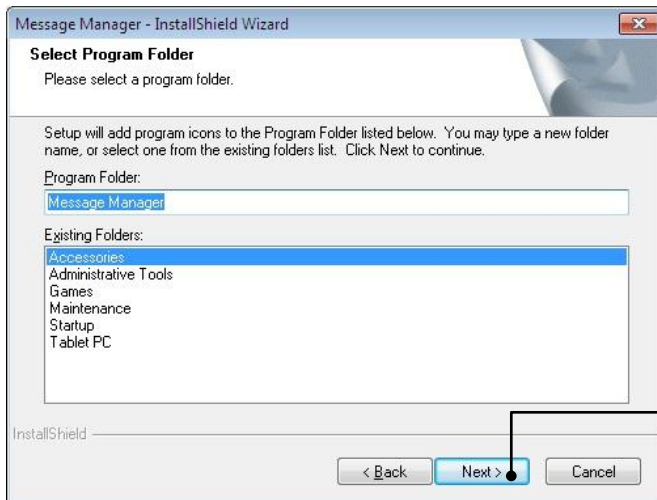 Message Manager - InstallShield Wizard
Select Program Folder
Please select a program folder.
Setup will add program icons to the Program Folder listed below. You may type a new folder
name, or select one from the existing folders list. Click Next to continue.
Program Folder:
Message Manager
Existing Folders:
Accessories
Administrative Tools
Games
Maintenance
Startup
Tablet PC
InstallShield
< Back
Next >
Cancel